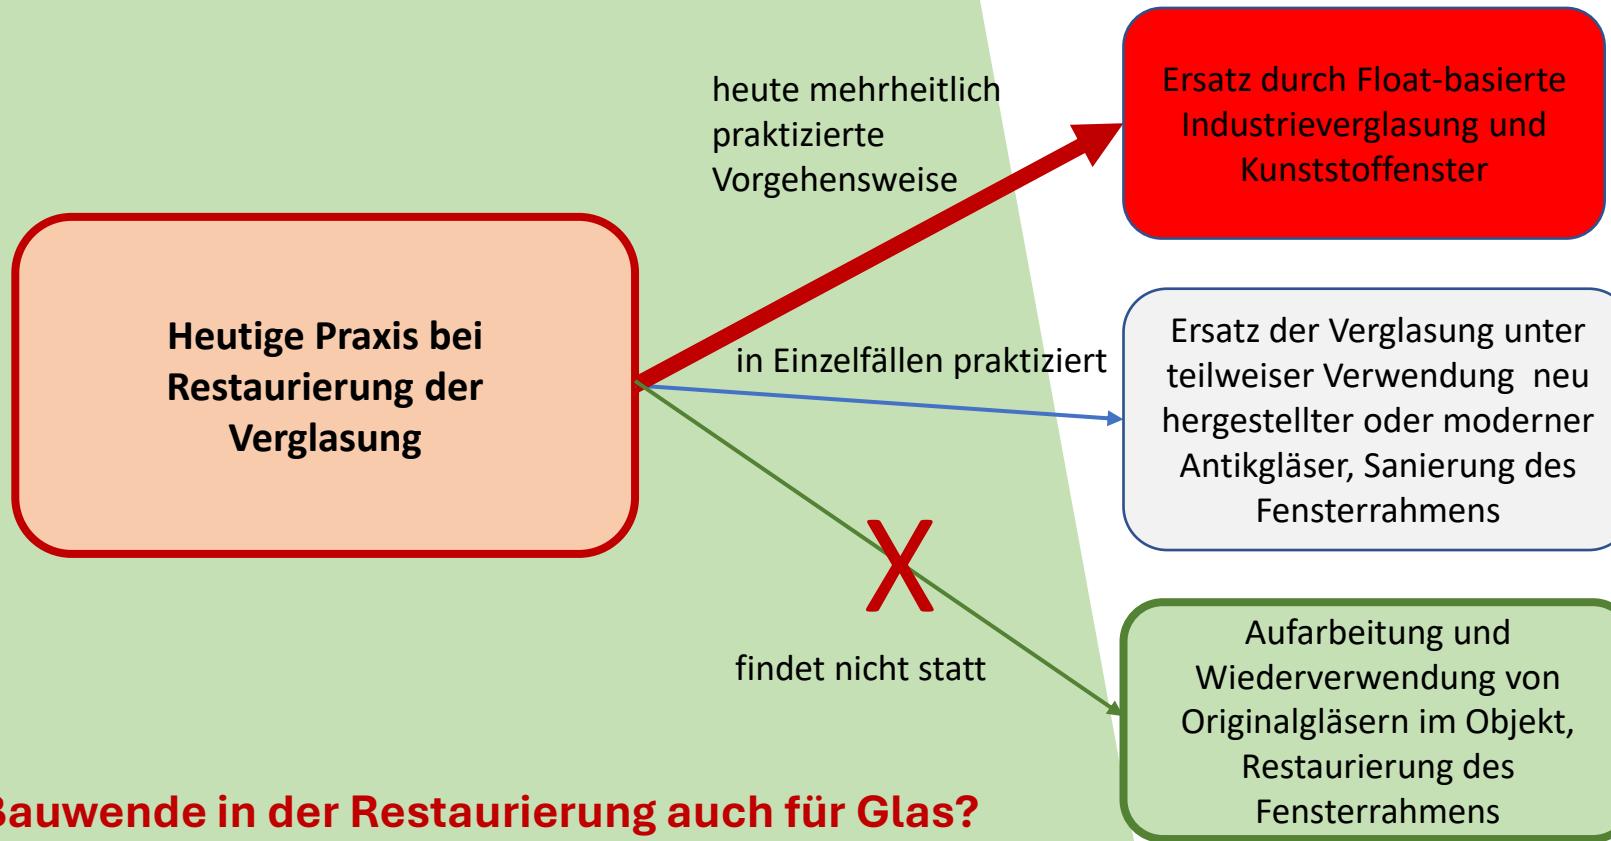 heute mehrheitlich
praktizierte
Vorgehensweise
Ersatz durch Float-basierte
Industrieverglasung und
Kunststoffenster
Heutige Praxis bei
Restaurierung der
Verglasung
in Einzelfällen praktiziert
Ersatz der Verglasung unter
teilweiser Verwendung neu
hergestellter oder moderner
Antikgläser, Sanierung des
Fensterrahmens
X
findet nicht statt
Aufarbeitung und
Wiederverwendung von
Originalgläsern im Objekt,
Restaurierung des
Fensterrahmens
Bauwende in der Restaurierung auch für Glas?